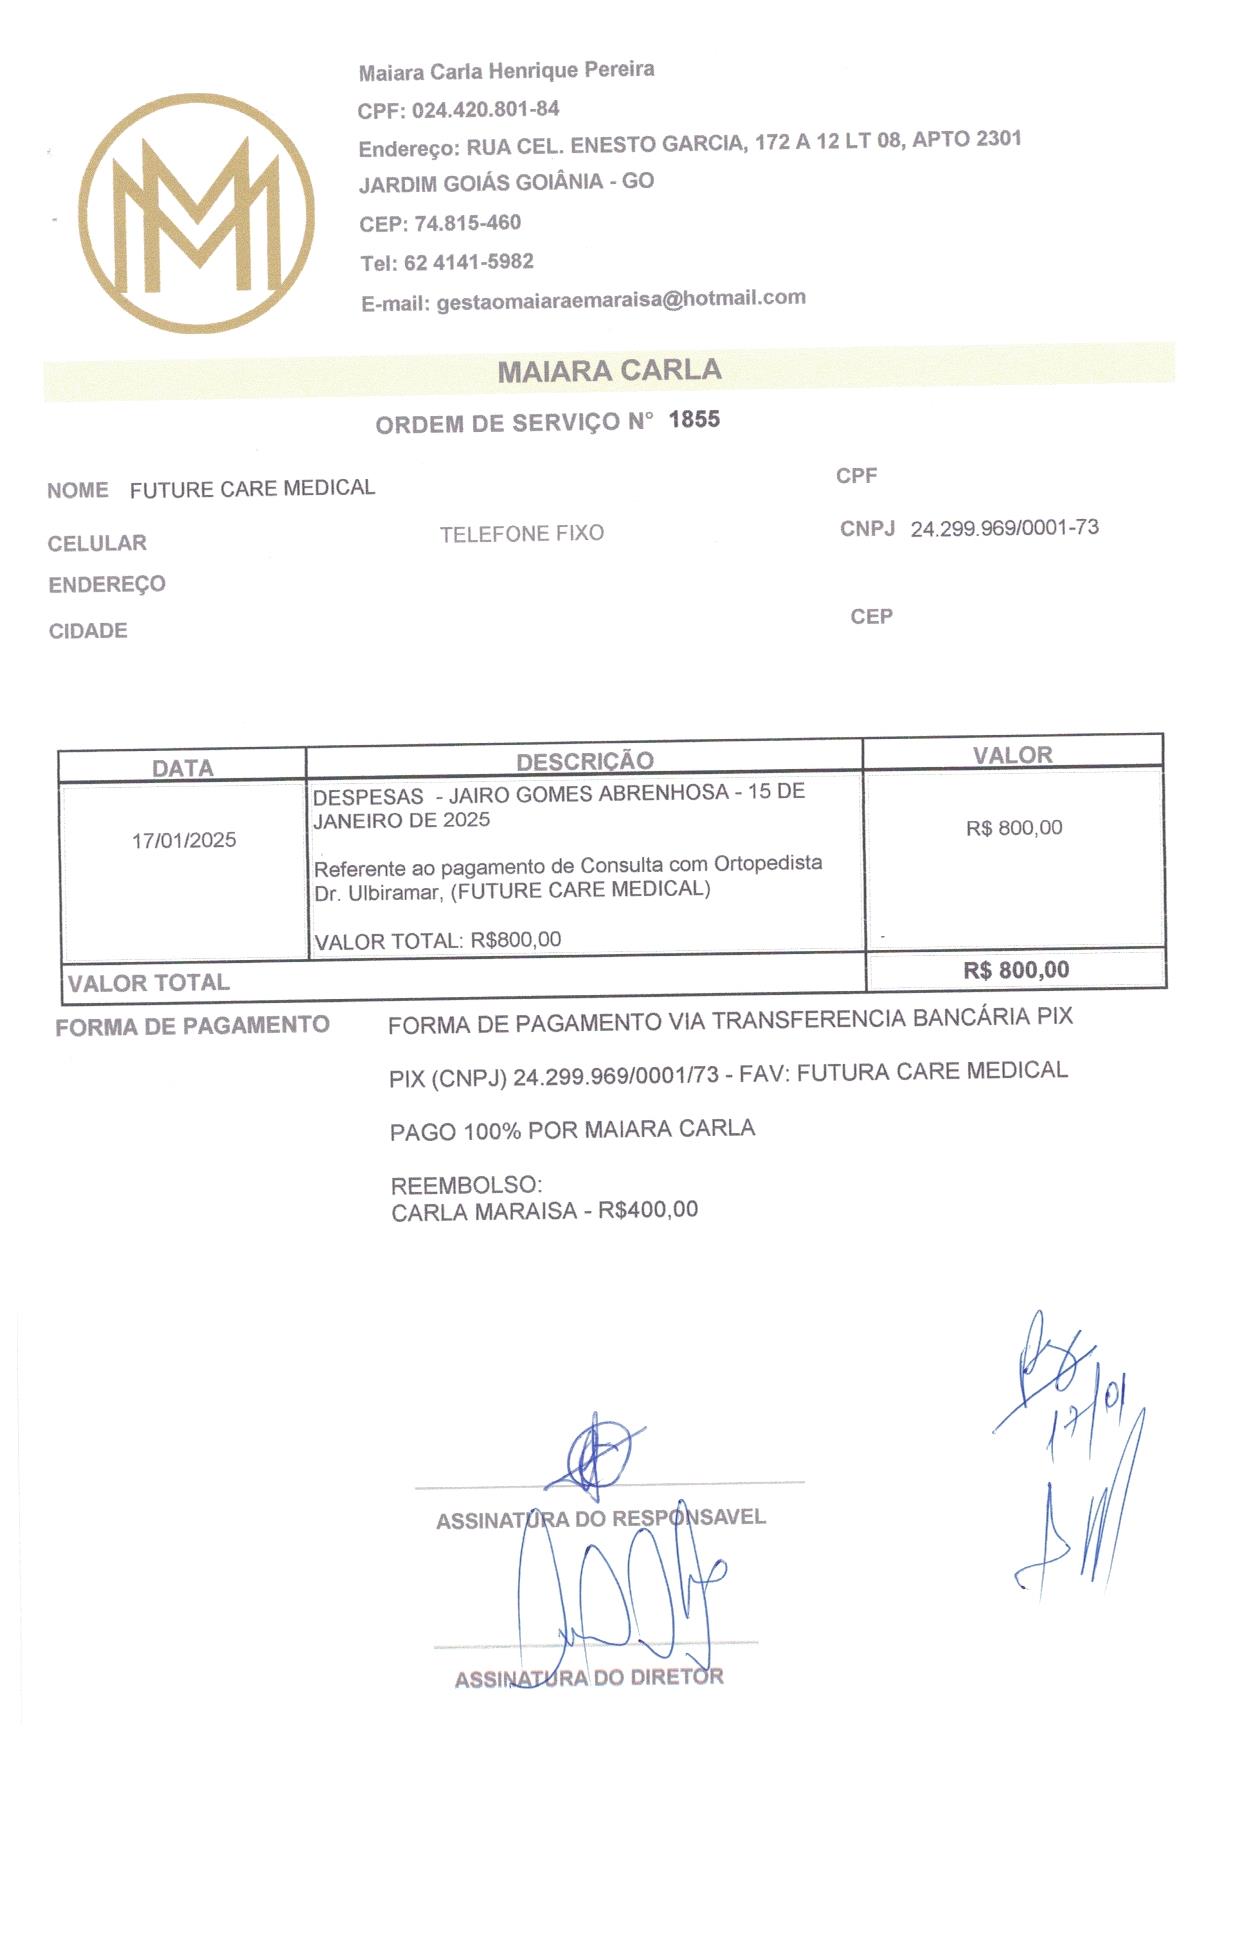 Maiara Carla Henrique Pereira
CPF: 024.420.801-84
Endereço: RUA CEL. ENESTO GARCIA, 172 A 12 LT 08, APTO 2301
JARDIM GOIÁS GOIÂNIA - GO
CEP: 74.815-460
Tel: 62 4141-5982
E-mail: gestaomaiaraemaraisa@hotmail.com
MAIARA CARLA
ORDEM DE SERVIÇO N° 1855
NOME FUTURE CARE MEDICAL
CPF
CELULAR
TELEFONE FIXO
CNPJ 24.299.969/0001-73
ENDEREÇO
CIDADE
CEP
DATA
DESCRIÇÃO
VALOR
17/01/2025
DESPESAS - JAIRO GOMES ABRENHOSA - 15 DE
JANEIRO DE 2025
Referente ao pagamento de Consulta com Ortopedista
Dr. Ulbiramar, (FUTURE CARE MEDICAL)
VALOR TOTAL: R$800,00
R$ 800,00
VALOR TOTAL
R$ 800,00
FORMA DE PAGAMENTO
FORMA DE PAGAMENTO VIA TRANSFERENCIA BANCÁRIA PIX
PIX (CNPJ) 24.299.969/0001/73 - FAV: FUTURA CARE MEDICAL
PAGO 100% POR MAIARA CARLA
REEMBOLSO:
CARLA MARAISA - R$400,00
17/01
ASSINATURA DO RESPONSAVEL
ASSINATURA DO DIRETOR